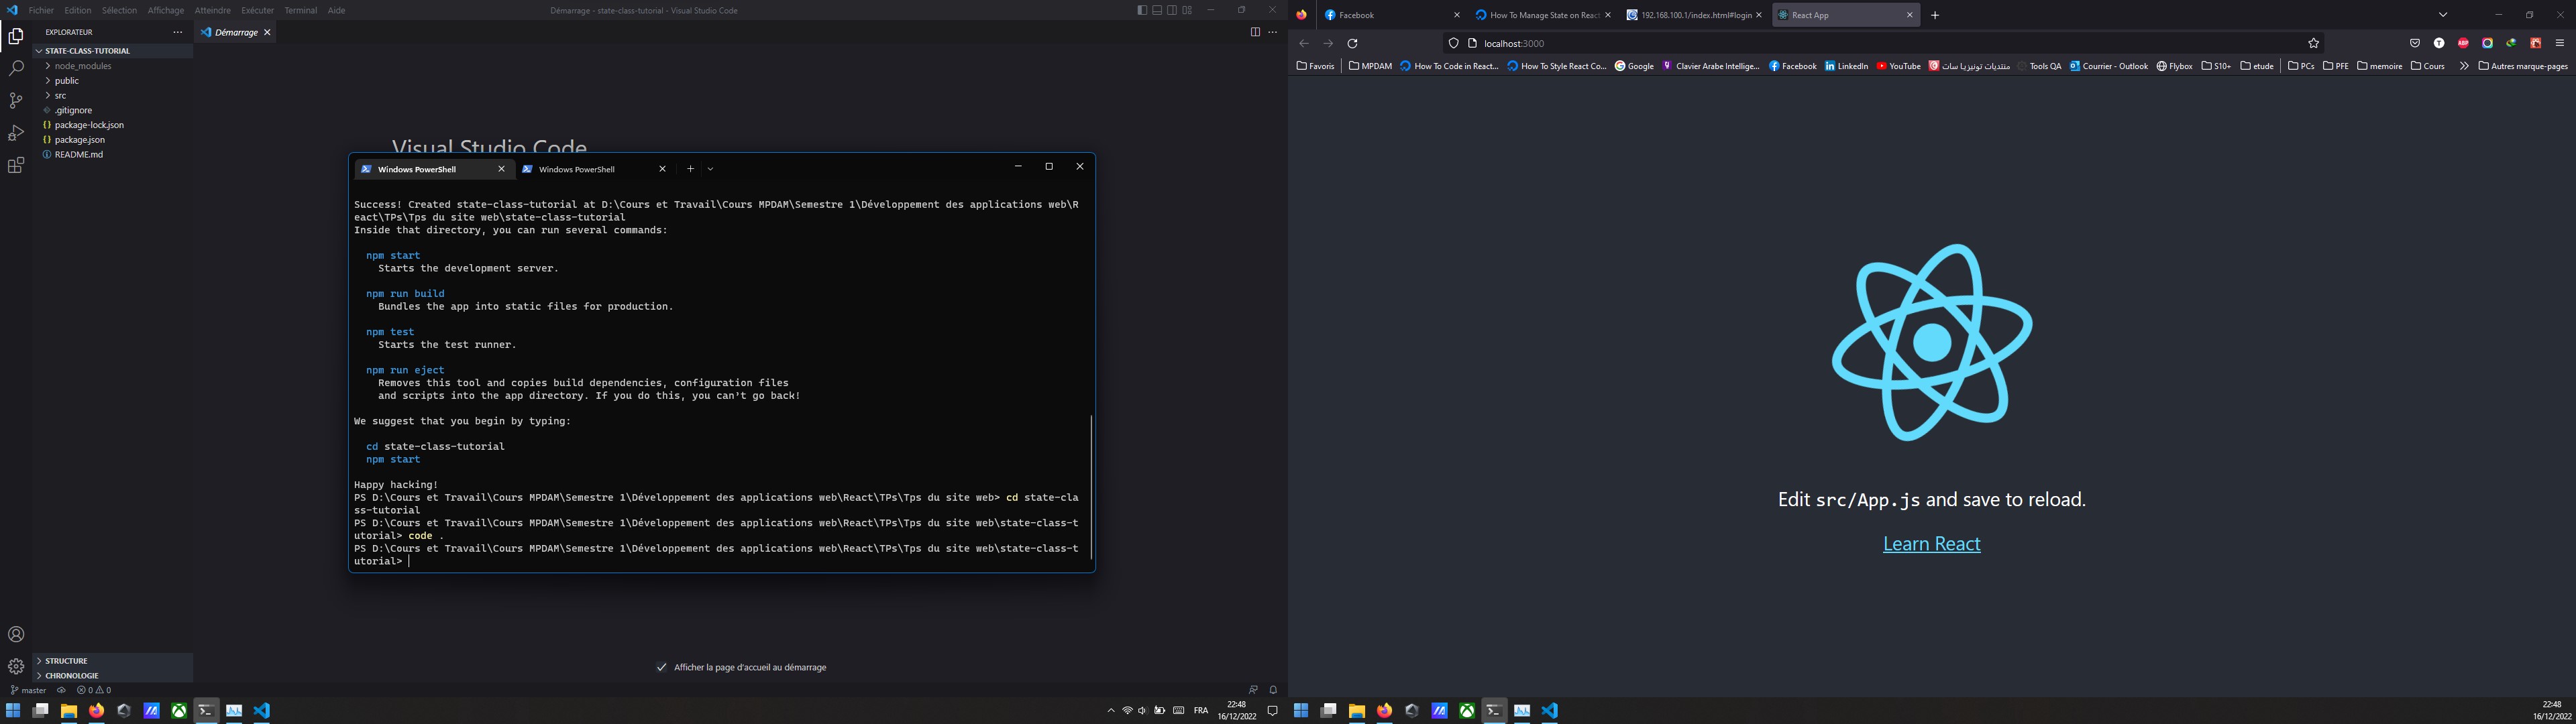 Fichier Edition Sélection Affichage Atteindre Exécuter Terminal Aide
Démarrage - state-class-tutorial - Visual Studio Code
EXPLORATEUR
Démarrage
STATE-CLASS-TUTORIAL
node_modules
public
src
.gitignore
package-lock.json
package.json
README.md
Visual Studio Code
Windows PowerShell
Windows PowerShell
Success! Created state-class-tutorial at D:\Cours et Travail\Cours MPDAM\Semestre 1\Développement des applications web\R
eact\TPs\Tps du site web\state-class-tutorial
Inside that directory, you can run several commands:
npm start
Starts the development server.
npm run build
Bundles the app into static files for production.
npm test
Starts the test runner.
npm run eject
Removes this tool and copies build dependencies, configuration files
and scripts into the app directory. If you do this, you can't go back!
We suggest that you begin by typing:
cd state-class-tutorial
npm start
Happy hacking!
PS D:\Cours et Travail\Cours MPDAM\Semestre 1\Développement des applications web\React\TPs\Tps du site web> cd state-cla
ss-tutorial
PS D:\Cours et Travail\Cours MPDAM\Semestre 1\Développement des applications web\React\TPs\Tps du site web\state-class-t
utorial> code .
PS D:\Cours et Travail\Cours MPDAM\Semestre 1\Développement des applications web\React\TPs\Tps du site web\state-class-t
utorial>
Afficher la page d'accueil au démarrage
STRUCTURE
CHRONOLOGIE
master 0 0
FRA
22:48
16/12/2022
Facebook
How To Manage State on React
192.168.100.1/index.html#login
React App
localhost:3000
Favoris MPDAM How To Code in React... How To Style React Co... Google Clavier Arabe Intellige... Facebook LinkedIn YouTube منتديات تونيزيا سات Tools QA Courrier - Outlook Flybox S10+ etude PCs PFE memoire Cours Autres marque-pages
Edit src/App.js and save to reload.
Learn React
22:48
16/12/2022